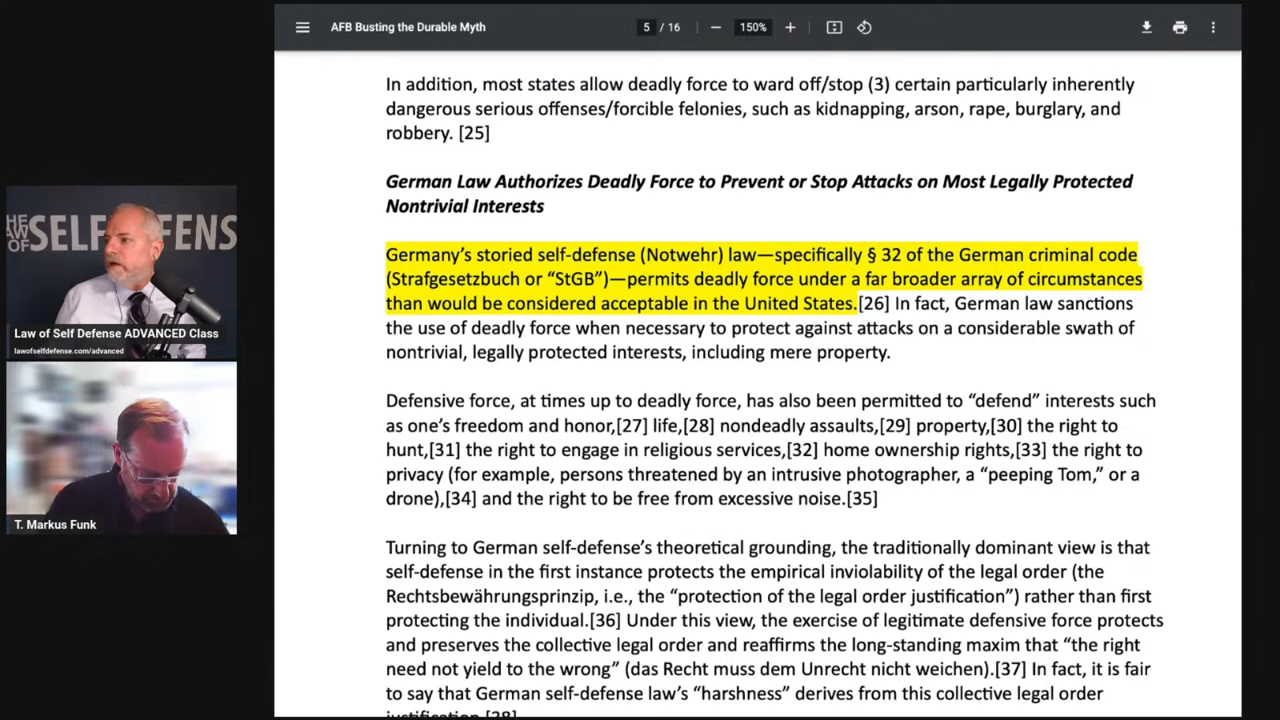 AFB Busting the Durable Myth
5 / 16
150%
In addition, most states allow deadly force to ward off/stop (3) certain particularly inherently
dangerous serious offenses/forcible felonies, such as kidnapping, arson, rape, burglary, and
robbery. [25]
German Law Authorizes Deadly Force to Prevent or Stop Attacks on Most Legally Protected
Nontrivial Interests
Germany’s storied self-defense (Notwehr) law—specifically § 32 of the German criminal code
(Strafgesetzbuch or “StGB”)—permits deadly force under a far broader array of circumstances
than would be considered acceptable in the United States.[26] In fact, German law sanctions
the use of deadly force when necessary to protect against attacks on a considerable swath of
nontrivial, legally protected interests, including mere property.
Defensive force, at times up to deadly force, has also been permitted to “defend” interests such
as one’s freedom and honor,[27] life,[28] nondeadly assaults,[29] property,[30] the right to
hunt,[31] the right to engage in religious services,[32] home ownership rights,[33] the right to
privacy (for example, persons threatened by an intrusive photographer, a “peeping Tom,” or a
drone),[34] and the right to be free from excessive noise.[35]
Turning to German self-defense’s theoretical grounding, the traditionally dominant view is that
self-defense in the first instance protects the empirical inviolability of the legal order (the
Rechtsbewährungsprinzip, i.e., the “protection of the legal order justification”) rather than first
protecting the individual.[36] Under this view, the exercise of legitimate defensive force protects
and preserves the collective legal order and reaffirms the long-standing maxim that “the right
need not yield to the wrong” (das Recht muss dem Unrecht nicht weichen).[37] In fact, it is fair
to say that German self-defense law’s “harshness” derives from this collective legal order
justification.[38]
THE
LAW
OF
SELF DEFENS
Law of Self Defense ADVANCED Class
lawofselfdefense.com/advanced
T. Markus Funk